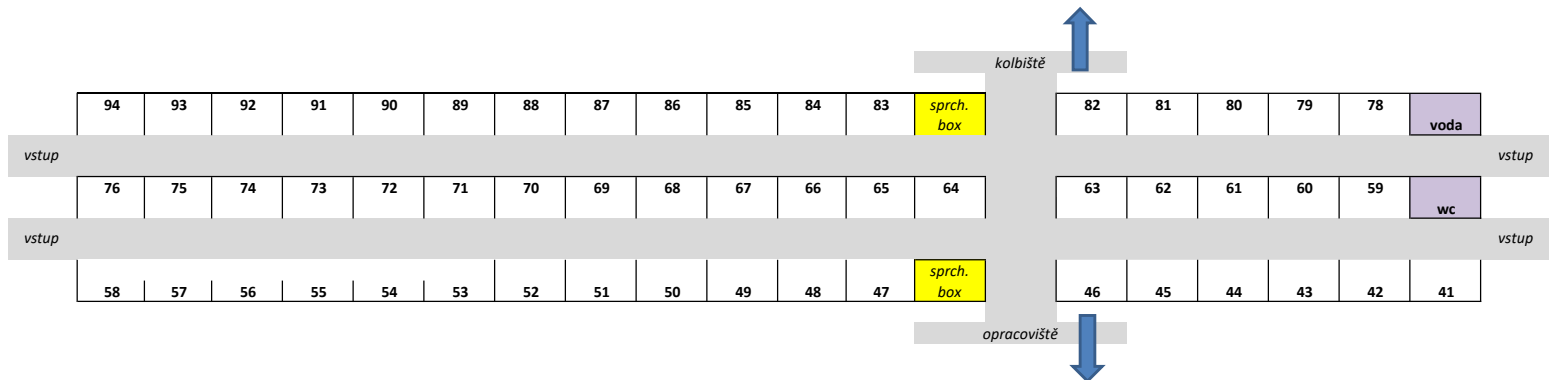 kolbiště
94 93 92 91 90 89 88 87 86 85 84 83 sprch. box 82 81 80 79 78 voda
vstup vstup
76 75 74 73 72 71 70 69 68 67 66 65 64 63 62 61 60 59 wc
vstup vstup
58 57 56 55 54 53 52 51 50 49 48 47 sprch. box 46 45 44 43 42 41
opracoviště